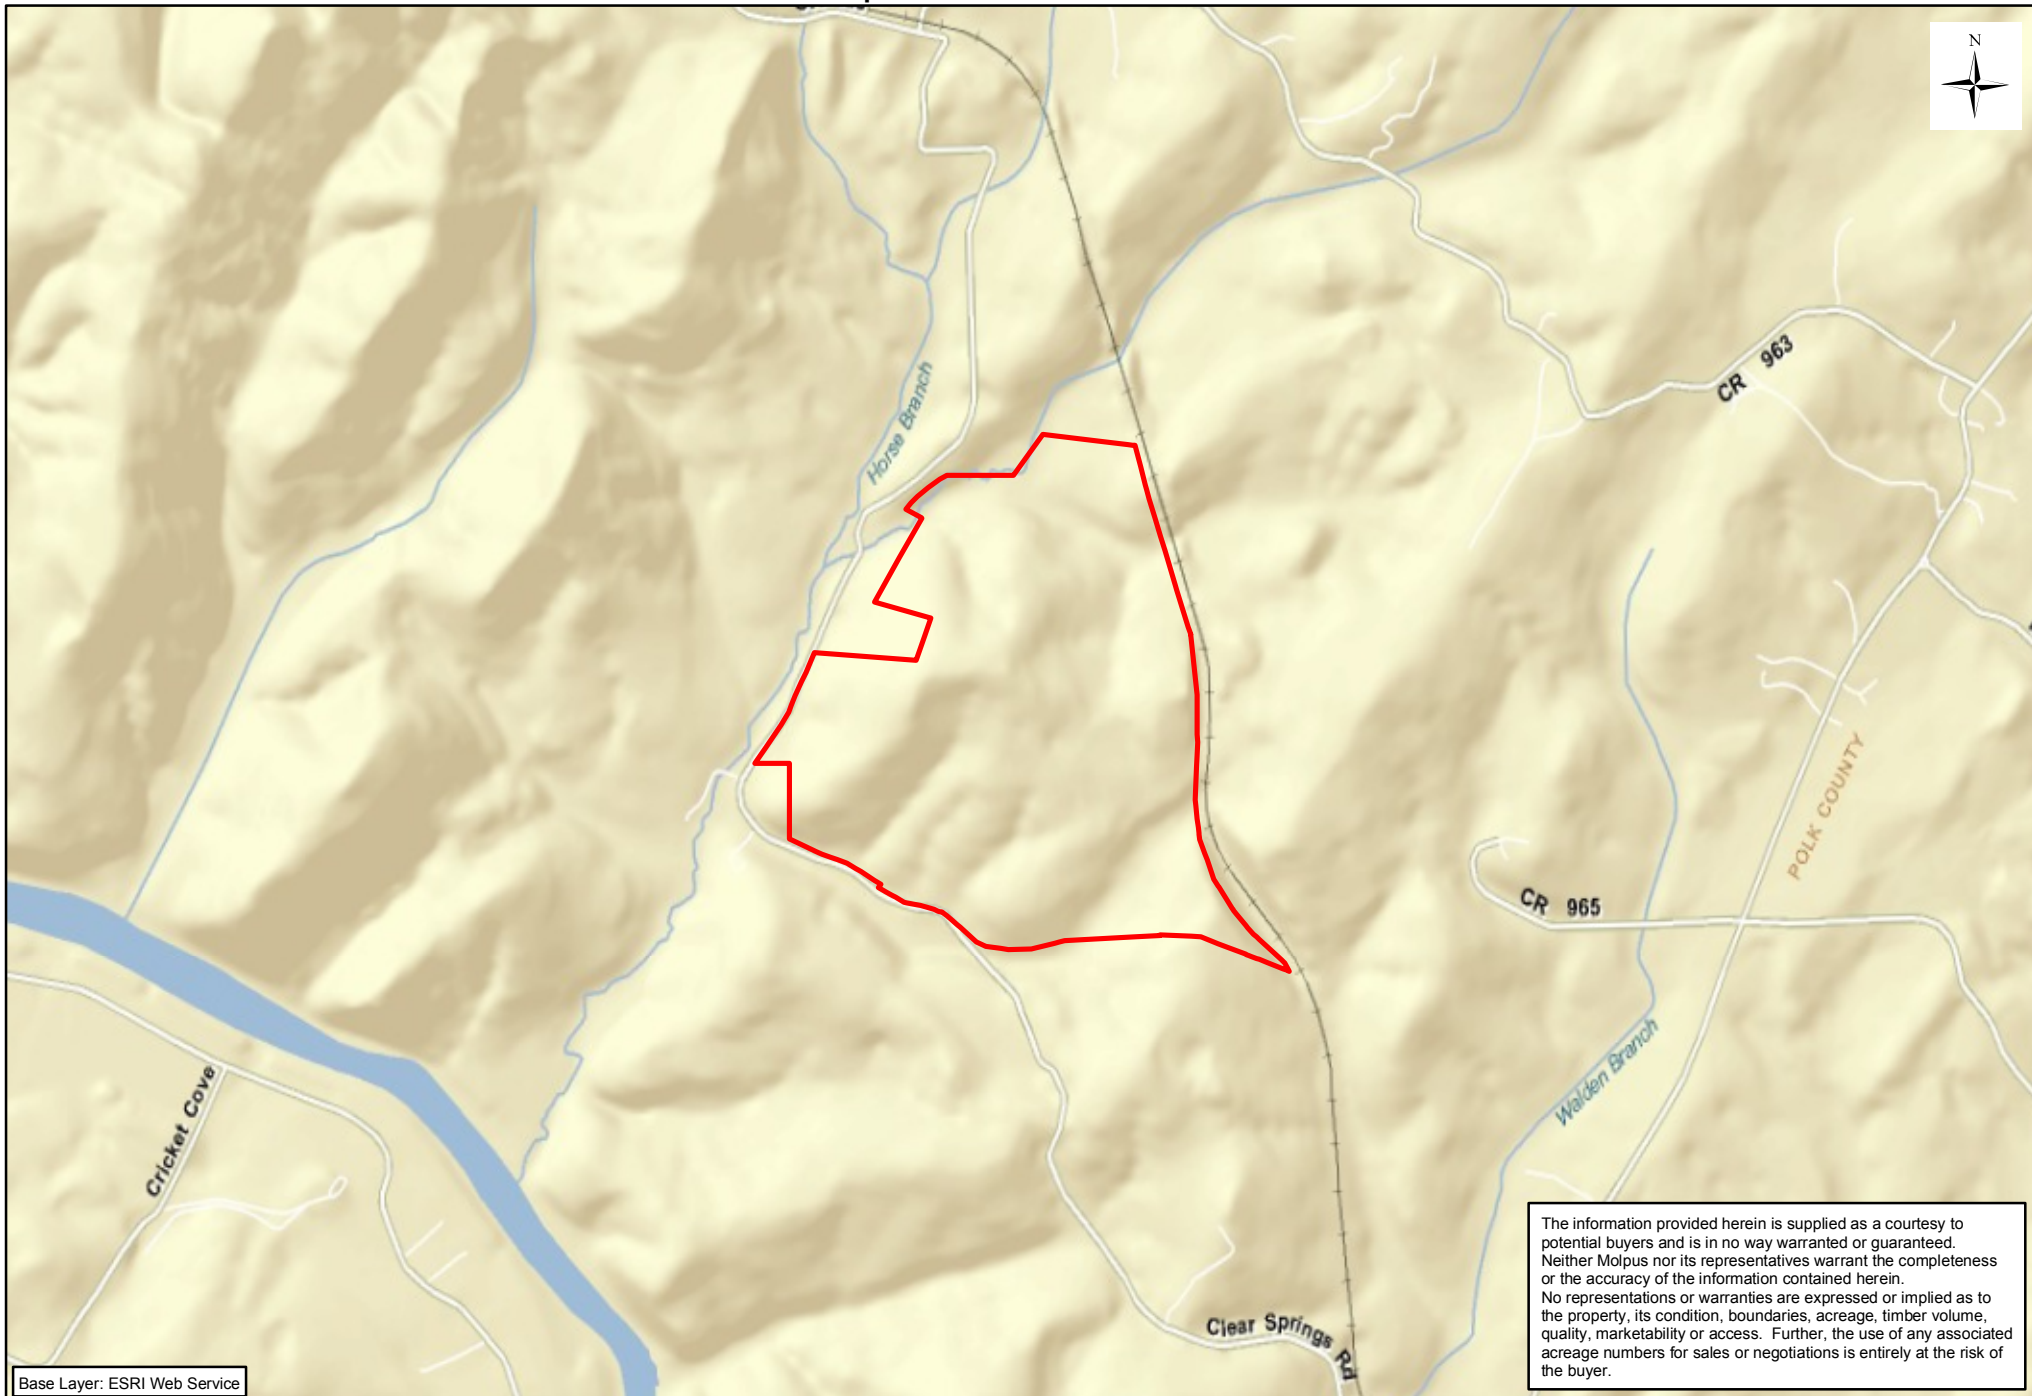 N
Horse Branch
CR 963
POLK COUNTY
CR 965
Walden Branch
Cricket Cove
Clear Springs Rd
The information provided herein is supplied as a courtesy to
potential buyers and is in no way warranted or guaranteed.
Neither Molpus nor its representatives warrant the completeness
or the accuracy of the information contained herein.
No representations or warranties are expressed or implied as to
the property, its condition, boundaries, acreage, timber volume,
quality, marketability or access. Further, the use of any associated
acreage numbers for sales or negotiations is entirely at the risk of
the buyer.
Base Layer: ESRI Web Service